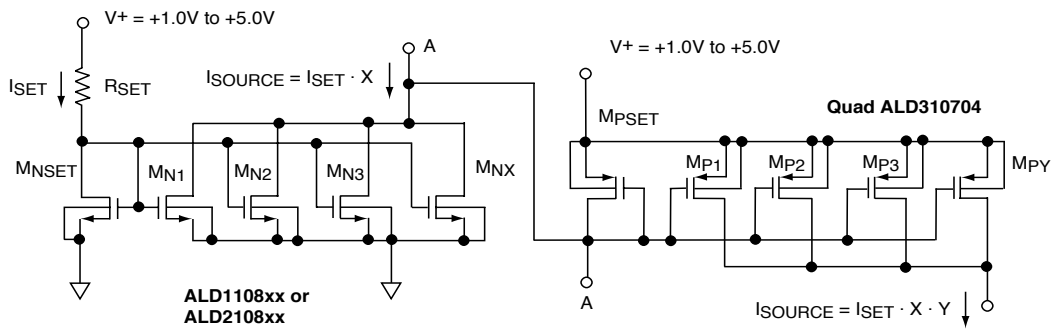 V+ = +1.0V to +5.0V
A
ISET
RSET
ISOURCE = ISET · X
MNSET
MN1
MN2
MN3
MNX
ALD1108xx or
ALD2108xx
V+ = +1.0V to +5.0V
Quad ALD310704
MPSET
MP1
MP2
MP3
MPY
A
ISOURCE = ISET · X · Y